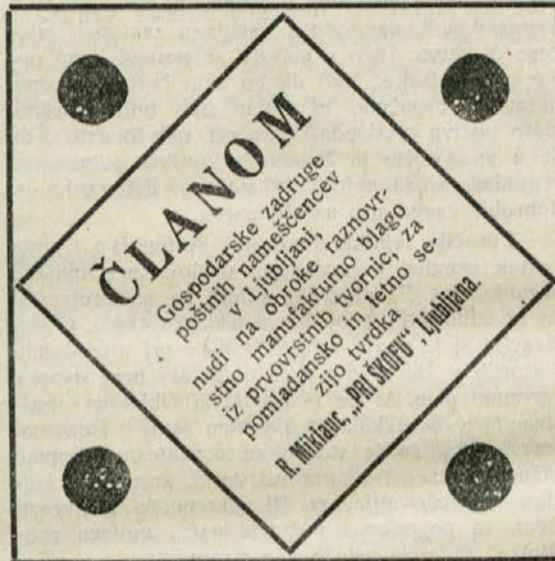 ČLANOM
Gospodarske zadruge
poštnih nameščencev
v Ljubljani
nudi na obroke raznovr-
stno manufakturno blago
iz prvovrstnih tvornic, za
pomladansko in letno se-
zijo tvrdka
R. Miklauc „PRI ŠKOFU”, Ljubljana